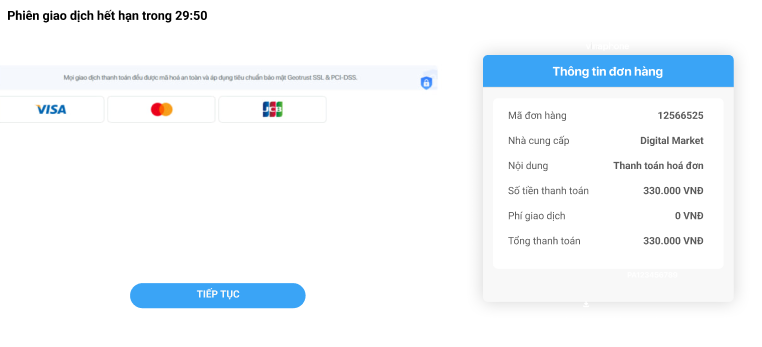 Phiên giao dịch hết hạn trong 29:50
Mọi giao dịch thanh toán đều được mã hoá an toàn và áp dụng tiêu chuẩn bảo mật Geotrust SSL & PCI-DSS.
VISA
JCB
TIẾP TỤC
Thông tin đơn hàng
Mã đơn hàng 12566525
Nhà cung cấp Digital Market
Nội dung Thanh toán hoá đơn
Số tiền thanh toán 330.000 VNĐ
Phí giao dịch 0 VNĐ
Tổng thanh toán 330.000 VNĐ